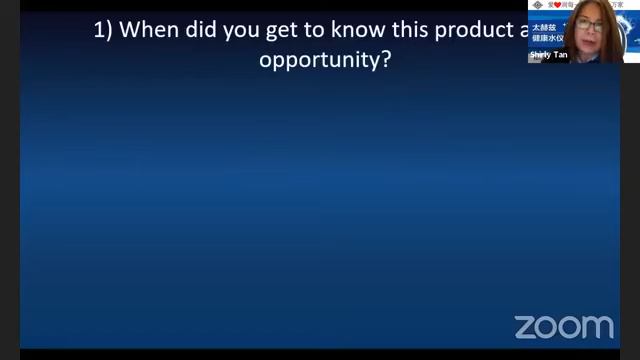 1) When did you get to know this product a
opportunity?
太赫兹
健康水仪
Shirly Tan
zoom